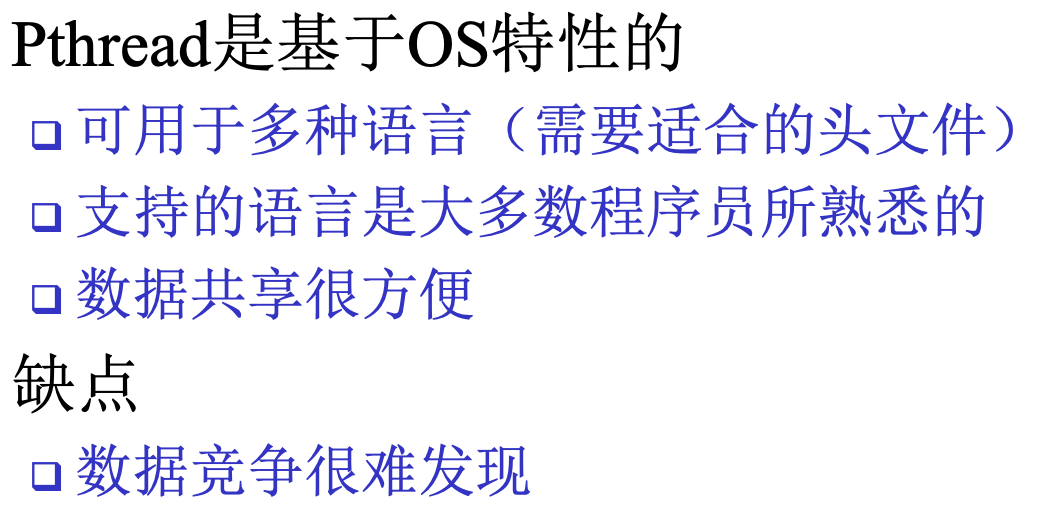 Pthread是基于OS特性的
可用于多种语言（需要适合的头文件）
支持的语言是大多数程序员所熟悉的
数据共享很方便
缺点
数据竞争很难发现